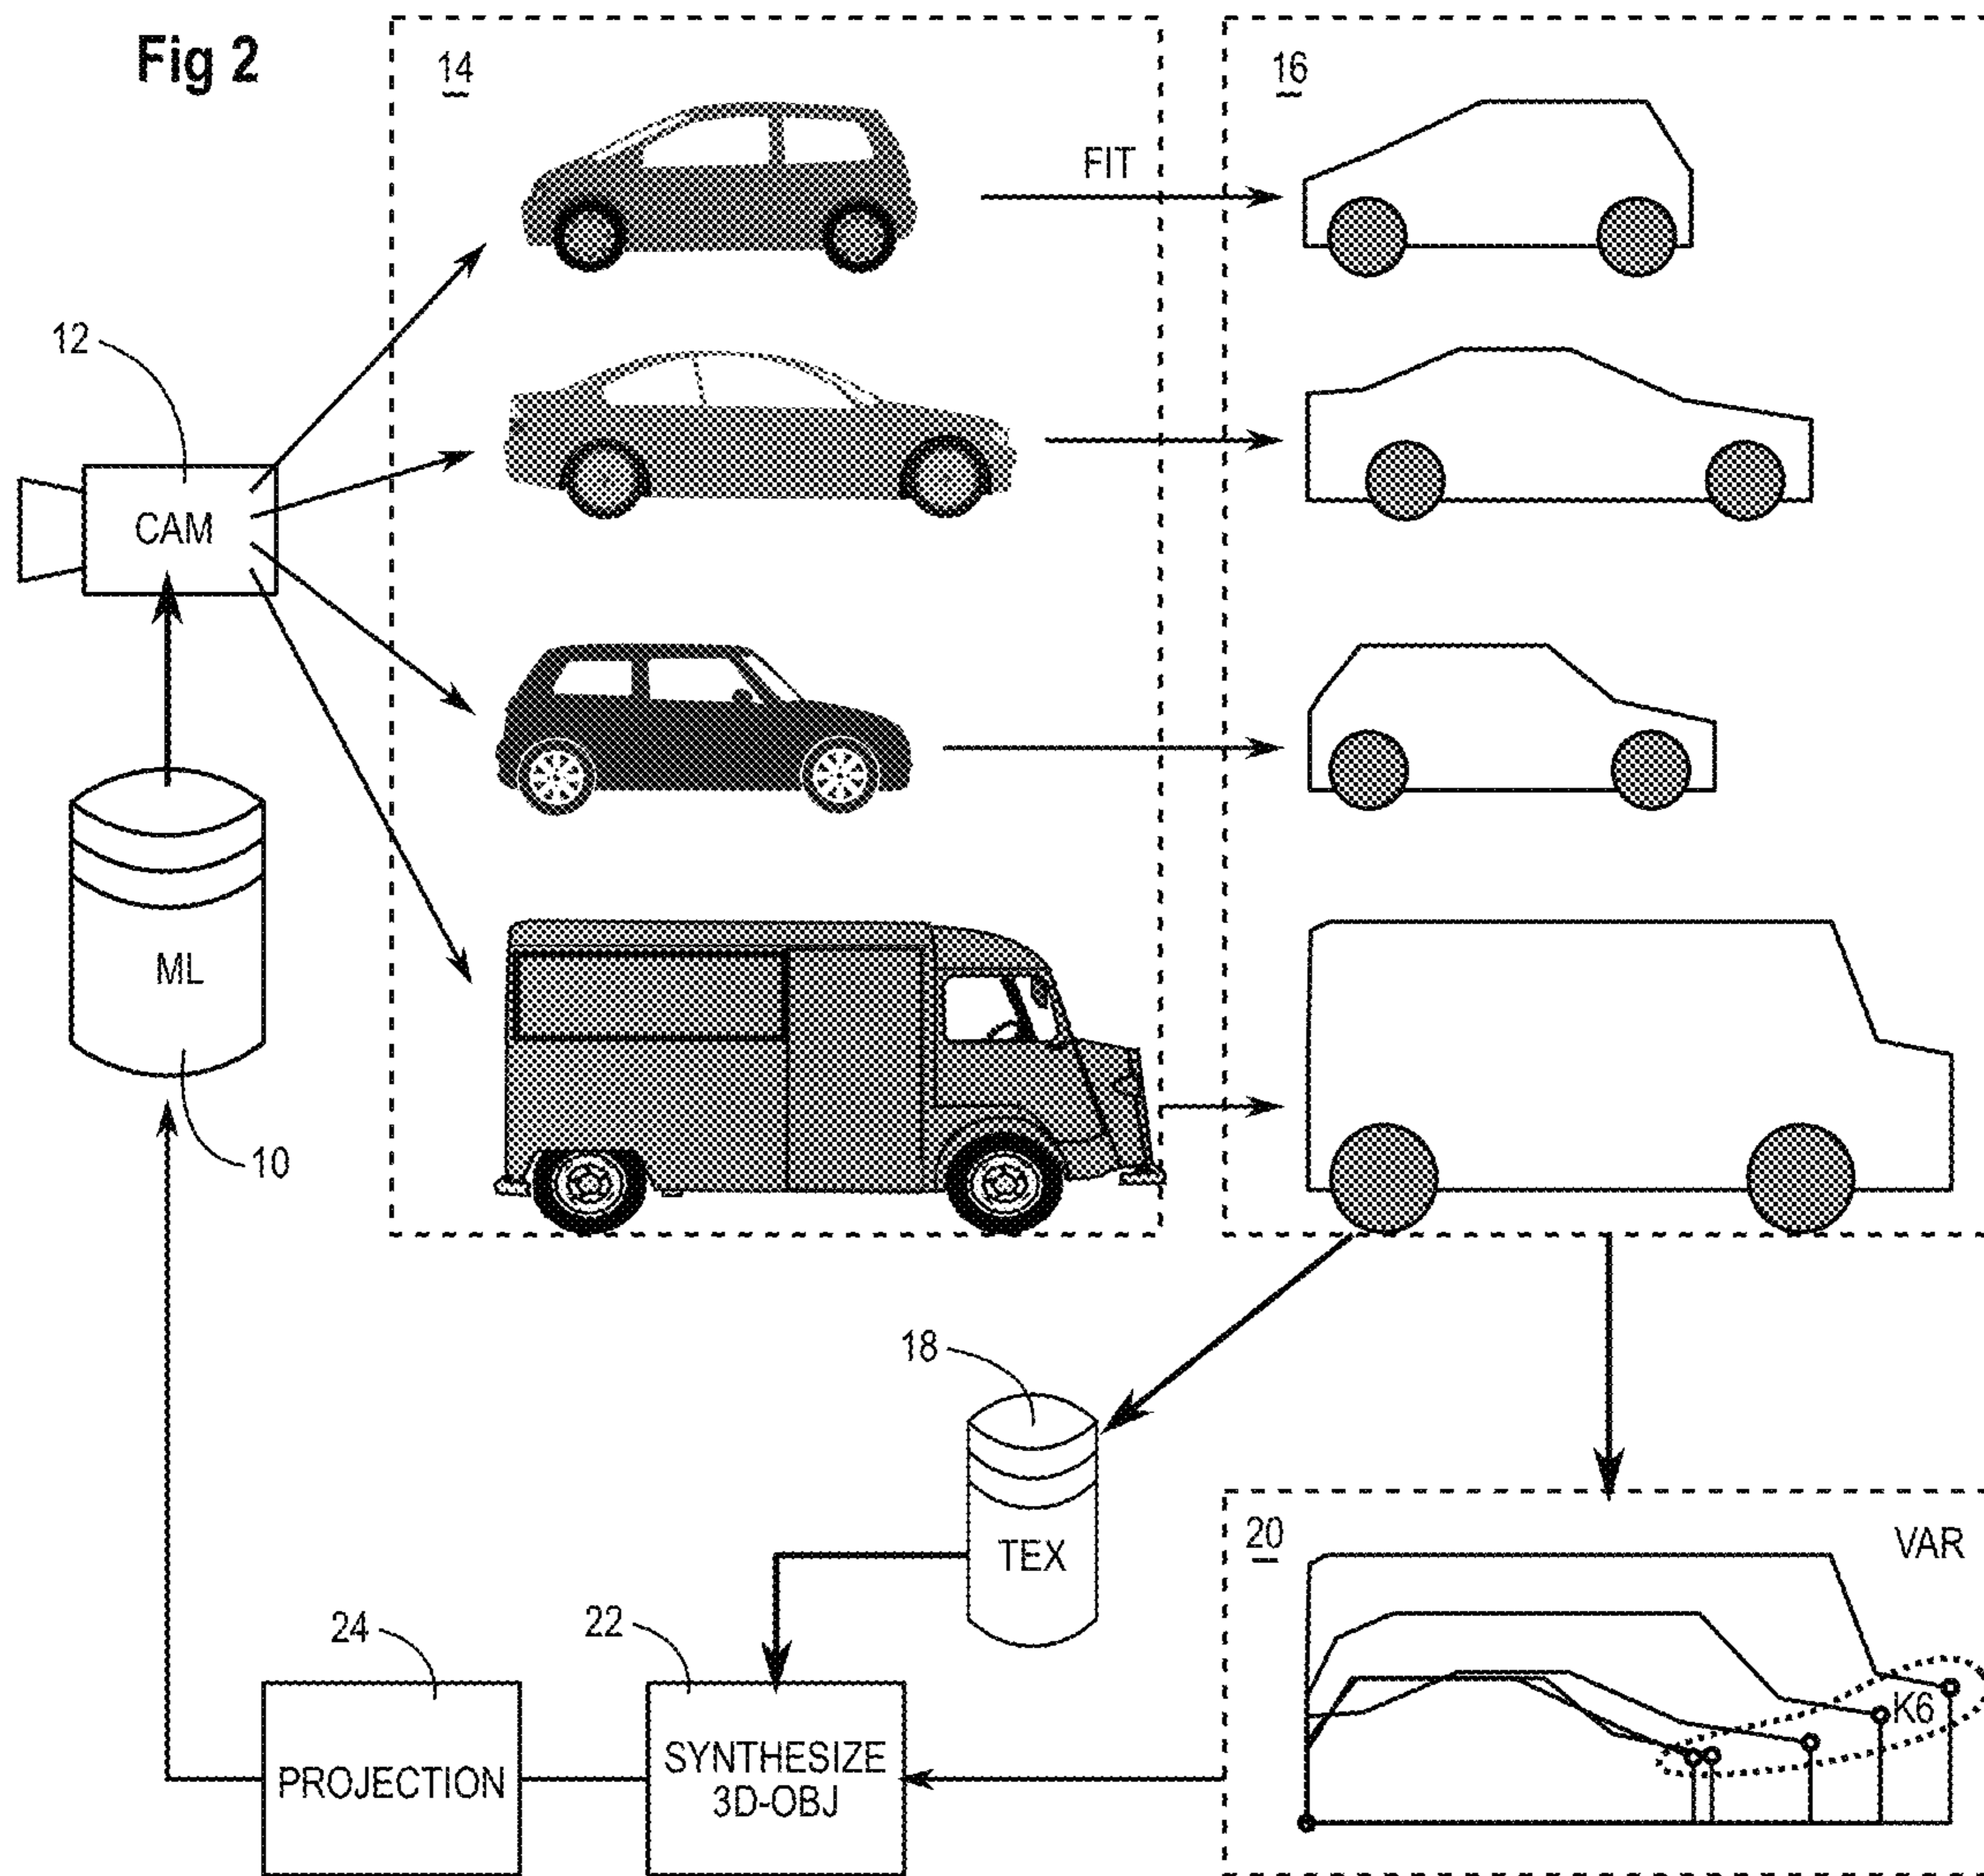 Fig 2
14
16
FIT
12
CAM
ML
10
18
TEX
20
VAR
K6
22
24
SYNTHESIZE
3D-OBJ
PROJECTION